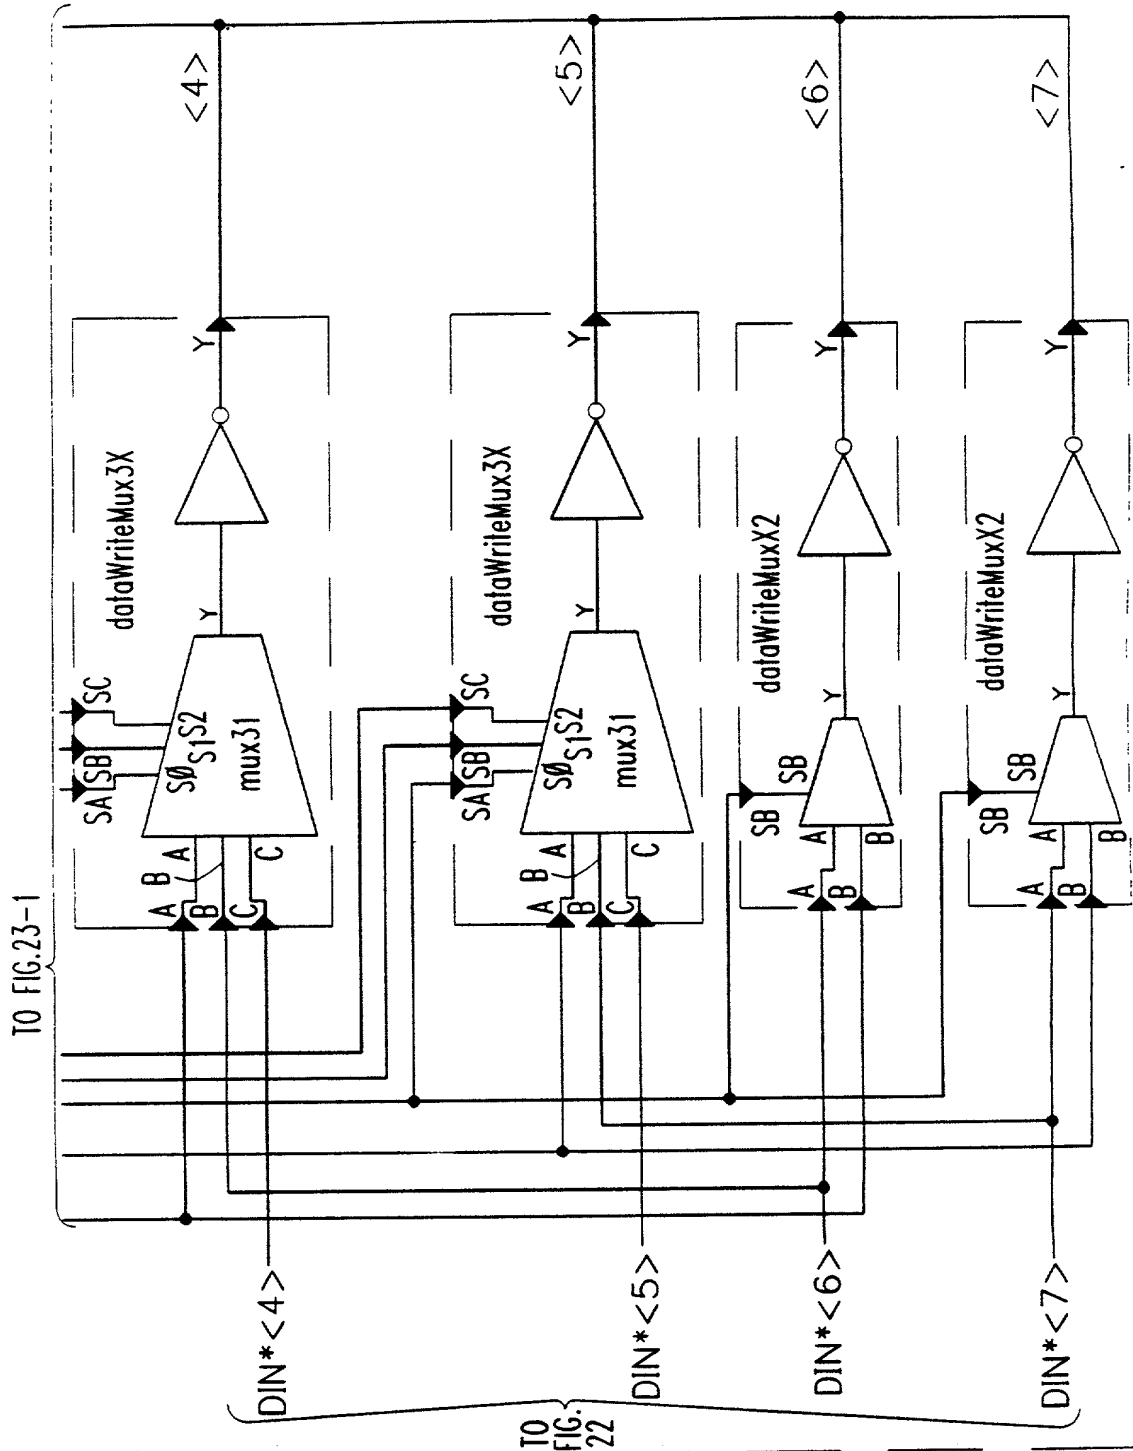 TO FIG.23-1
SA
SB
SC
dataWriteMux3X
SØ
S1
S2
mux31
A
B
C
B
A
C
Y
Y
<4>
DIN*<4>
SA
SB
SC
dataWriteMux3X
SØ
S1
S2
mux31
A
B
C
B
A
C
Y
Y
<5>
DIN*<5>
TO
FIG.
22
dataWriteMuxX2
SB
SB
A
B
A
B
Y
Y
<6>
DIN*<6>
dataWriteMuxX2
SB
SB
A
B
A
B
Y
Y
<7>
DIN*<7>